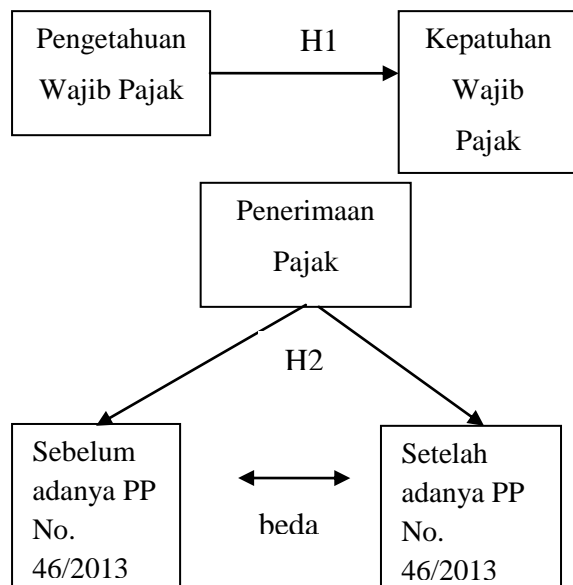 Pengetahuan
Wajib Pajak
H1
Kepatuhan
Wajib
Pajak
Penerimaan
Pajak
H2
Sebelum
adanya PP
No.
46/2013
beda
Setelah
adanya PP
No.
46/2013